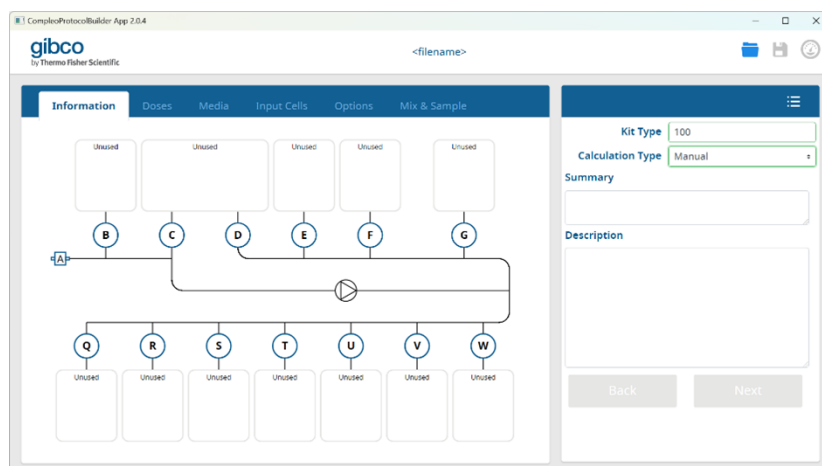 CompleoProtocolBuilder App 2.0.4
gibco
by Thermo Fisher Scientific
<filename>
Information Doses Media Input Cells Options Mix & Sample
Unused Unused Unused Unused Unused
B C D E F G
A
Q R S T U V W
Unused Unused Unused Unused Unused Unused Unused
Kit Type 100
Calculation Type Manual
Summary
Description
Back Next